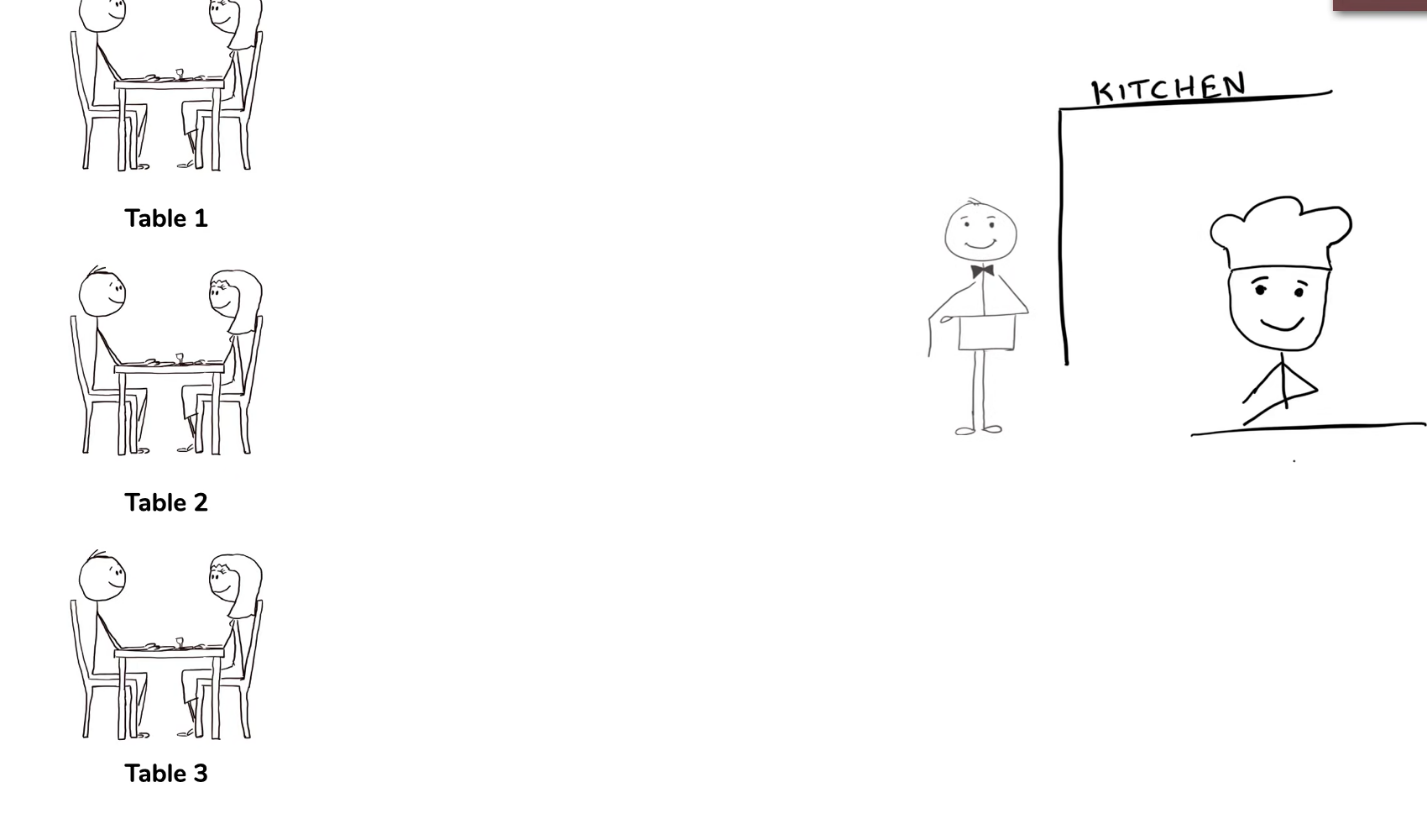 KITCHEN
Table 1
Table 2
Table 3